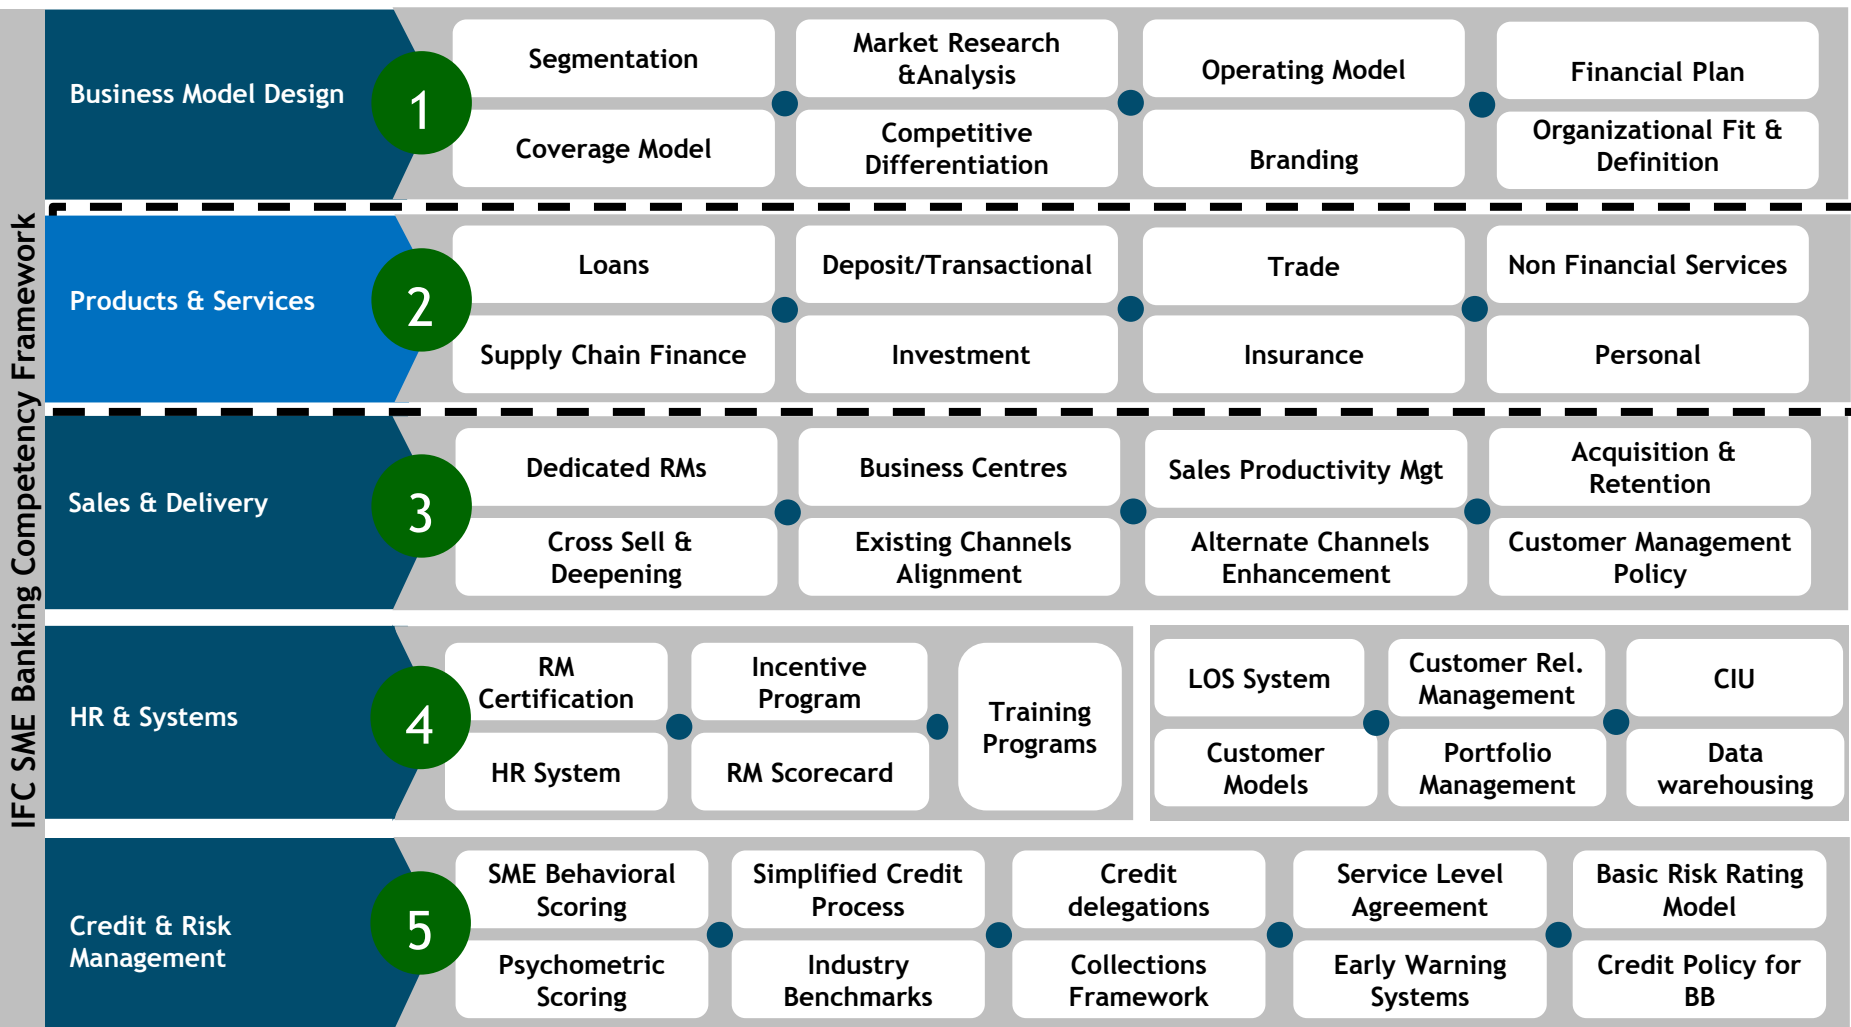 IFC SME Banking Competency Framework
Business Model Design
1
Segmentation
Market Research
&Analysis
Operating Model
Financial Plan
Coverage Model
Competitive
Differentiation
Branding
Organizational Fit &
Definition
Products & Services
2
Loans
Deposit/Transactional
Trade
Non Financial Services
Supply Chain Finance
Investment
Insurance
Personal
Sales & Delivery
3
Dedicated RMs
Business Centres
Sales Productivity Mgt
Acquisition &
Retention
Cross Sell &
Deepening
Existing Channels
Alignment
Alternate Channels
Enhancement
Customer Management
Policy
HR & Systems
4
RM
Certification
Incentive
Program
Training
Programs
HR System
RM Scorecard
LOS System
Customer Rel.
Management
CIU
Customer
Models
Portfolio
Management
Data
warehousing
Credit & Risk
Management
5
SME Behavioral
Scoring
Simplified Credit
Process
Credit
delegations
Service Level
Agreement
Basic Risk Rating
Model
Psychometric
Scoring
Industry
Benchmarks
Collections
Framework
Early Warning
Systems
Credit Policy for
BB